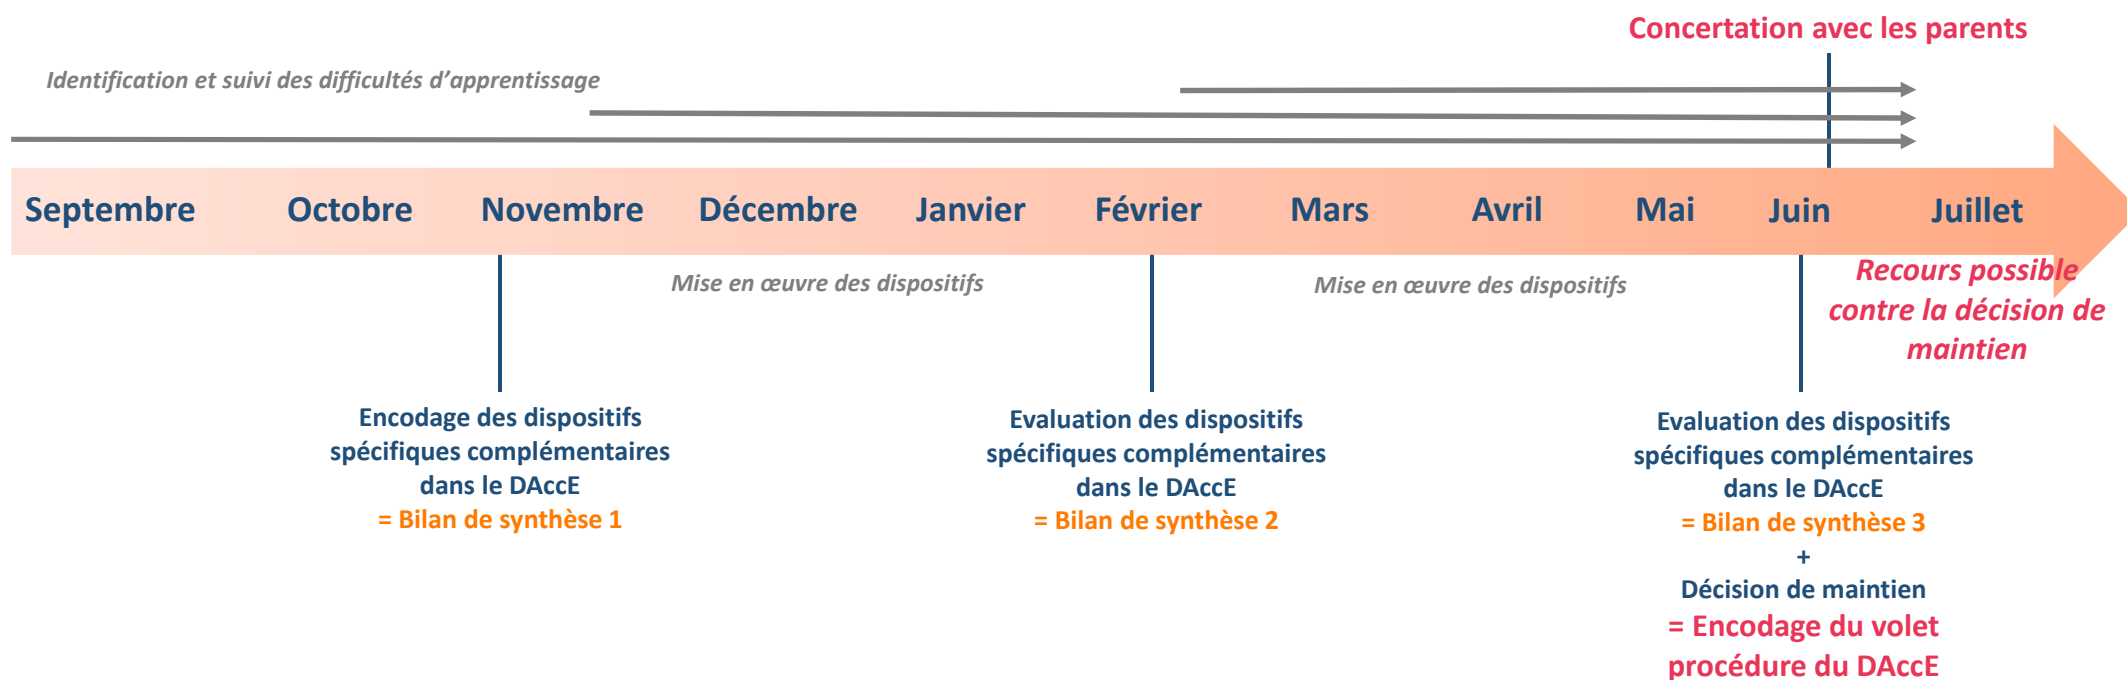 Concertation avec les parents
Identification et suivi des difficultés d’apprentissage
Septembre Octobre Novembre Décembre Janvier Février Mars Avril Mai Juin Juillet
Mise en œuvre des dispositifs
Mise en œuvre des dispositifs
Recours possible
contre la décision de
maintien
Encodage des dispositifs
spécifiques complémentaires
dans le DAccE
= Bilan de synthèse 1
Evaluation des dispositifs
spécifiques complémentaires
dans le DAccE
= Bilan de synthèse 2
Evaluation des dispositifs
spécifiques complémentaires
dans le DAccE
= Bilan de synthèse 3
+
Décision de maintien
= Encodage du volet
procédure du DAccE